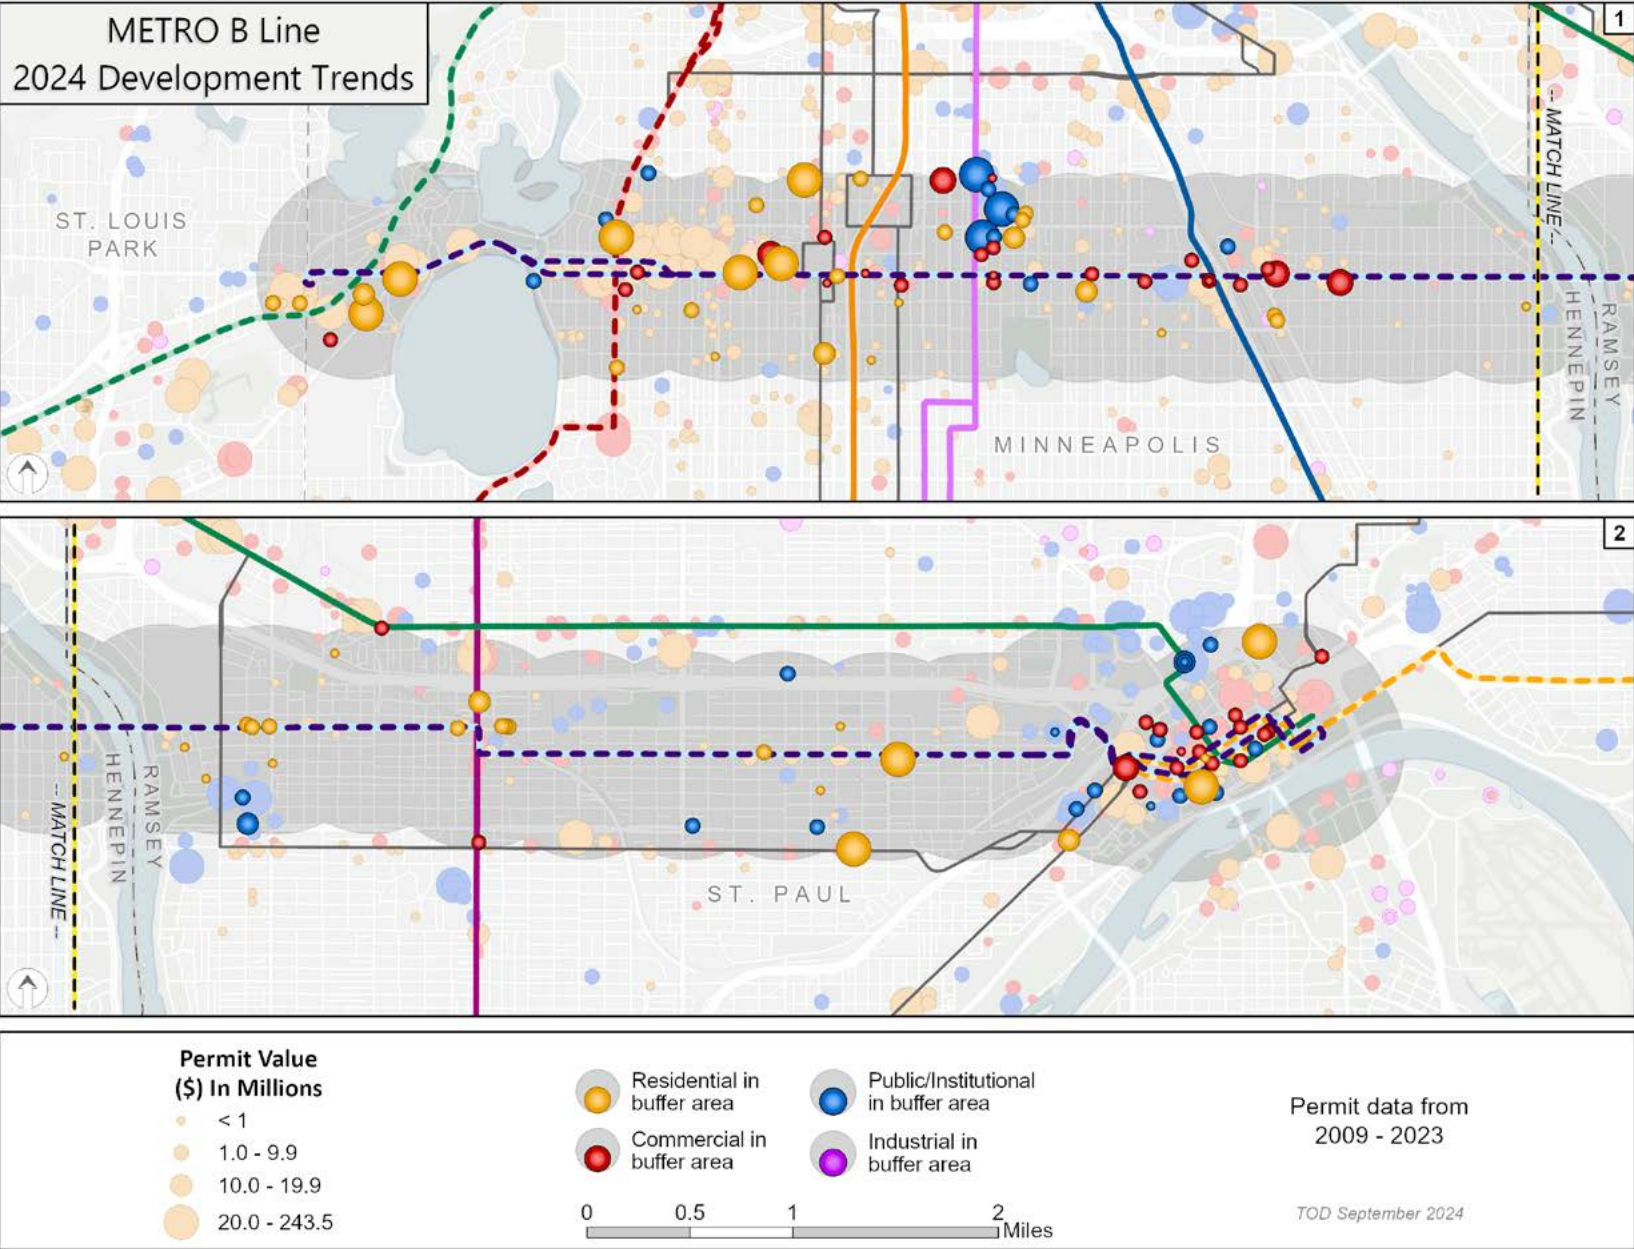 METRO B Line
2024 Development Trends
1
ST. LOUIS
PARK
-- MATCH LINE --
HENNEPIN
RAMSEY
MINNEAPOLIS
2
HENNEPIN
RAMSEY
-- MATCH LINE --
ST. PAUL
Permit Value
($) In Millions
< 1
1.0 - 9.9
10.0 - 19.9
20.0 - 243.5
Residential in
buffer area
Commercial in
buffer area
Public/Institutional
in buffer area
Industrial in
buffer area
0 0.5 1 2
Miles
Permit data from
2009 - 2023
TOD September 2024